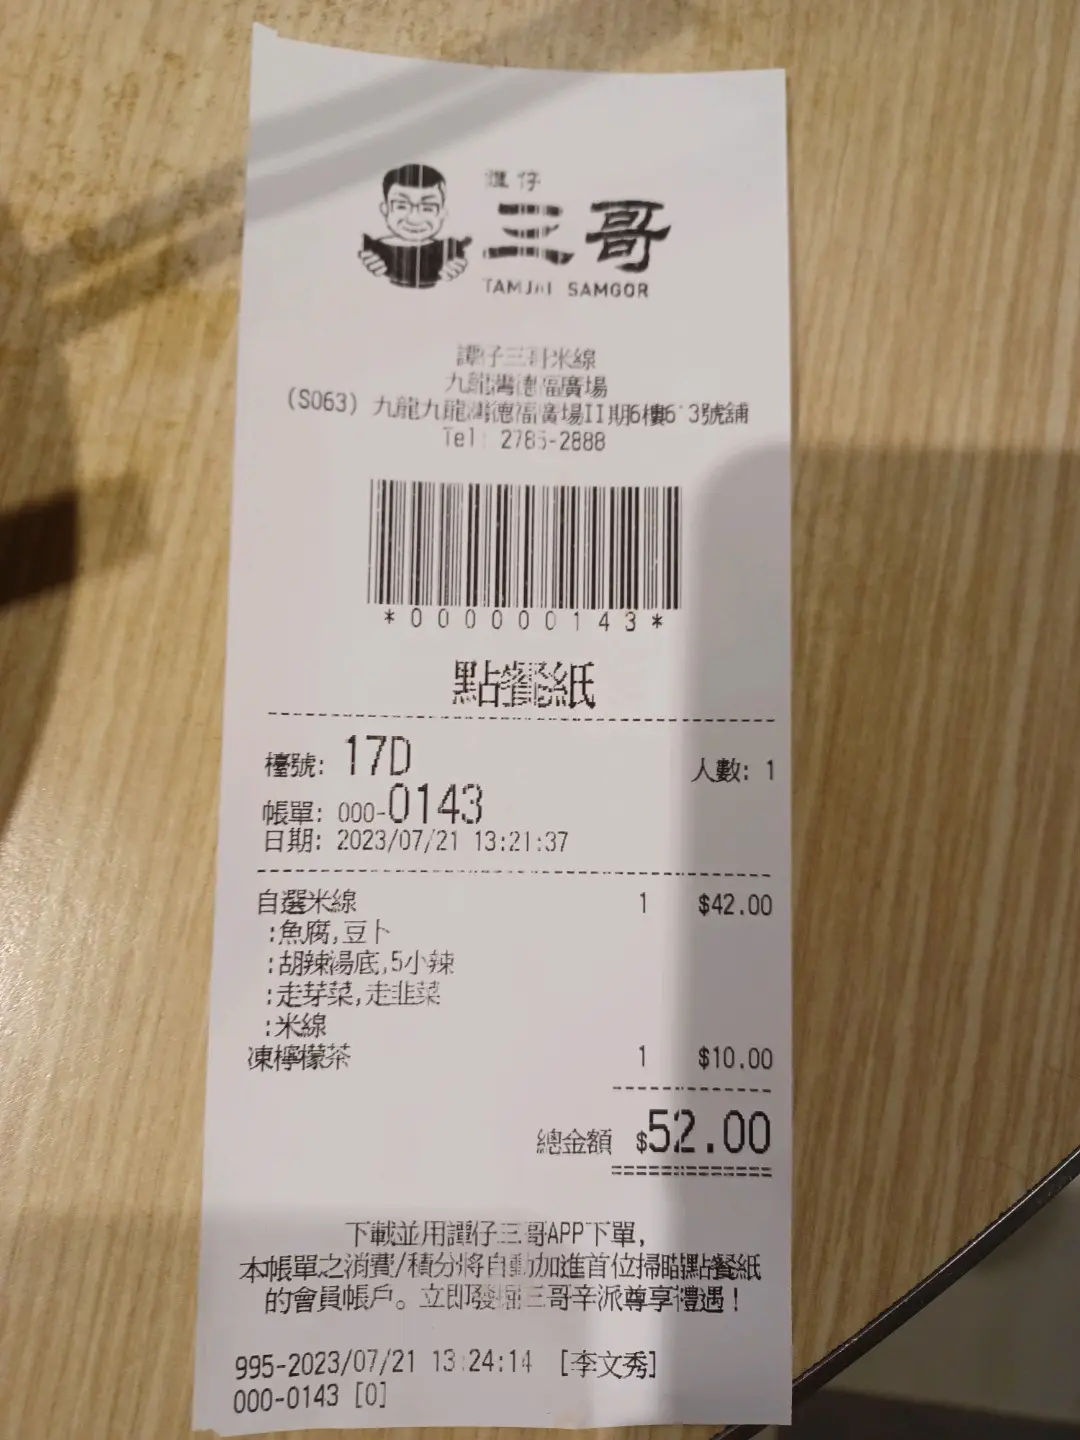 譚仔
三哥
TAMJAI SAMGOR
譚仔三哥米線
九龍灣德福廣場
(S063) 九龍九龍灣德福廣場II期6樓6 3號舖
Tel: 2785-2888
*000000143*
點餐紙
檯號: 17D 人數: 1
帳單: 000-0143
日期: 2023/07/21 13:21:37
自選米線 1 $42.00
:魚腐,豆卜
:胡辣湯底,5小辣
:走芽菜,走韭菜
:米線
凍檸檬茶 1 $10.00
總金額 $52.00
下載並用譚仔三哥APP下單,
本帳單之消費/積分將自動加進首位掃瞄點餐紙
的會員帳戶。立即發掘三哥辛派尊享禮遇!
995-2023/07/21 13:24:14 [李文秀]
000-0143 [0]